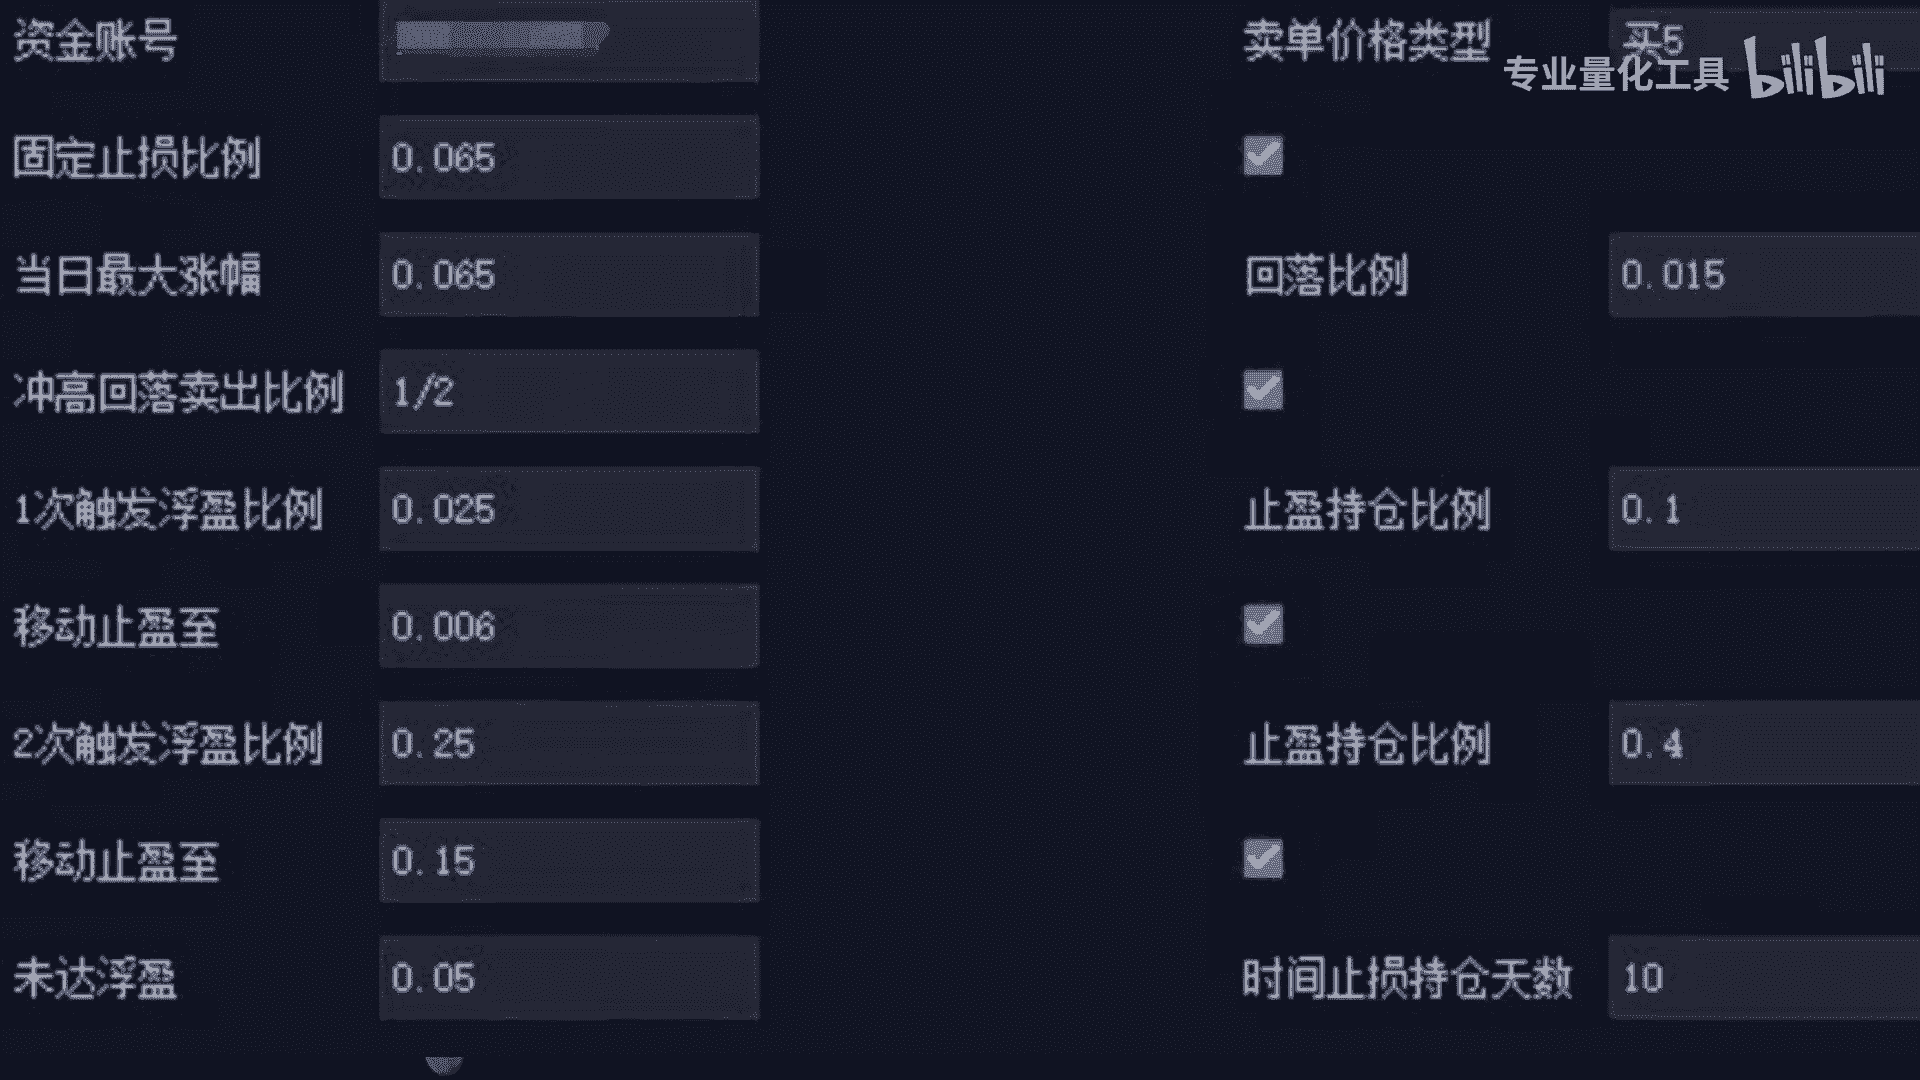 资金账号 卖单价格类型 买5
专业量化工具 bilibili
固定止损比例 0.065
当日最大涨幅 0.065 回落比例 0.015
冲高回落卖出比例 1/2
1次触发浮盈比例 0.025 止盈持仓比例 0.1
移动止盈至 0.006
2次触发浮盈比例 0.25 止盈持仓比例 0.4
移动止盈至 0.15
未达浮盈 0.05 时间止损持仓天数 10